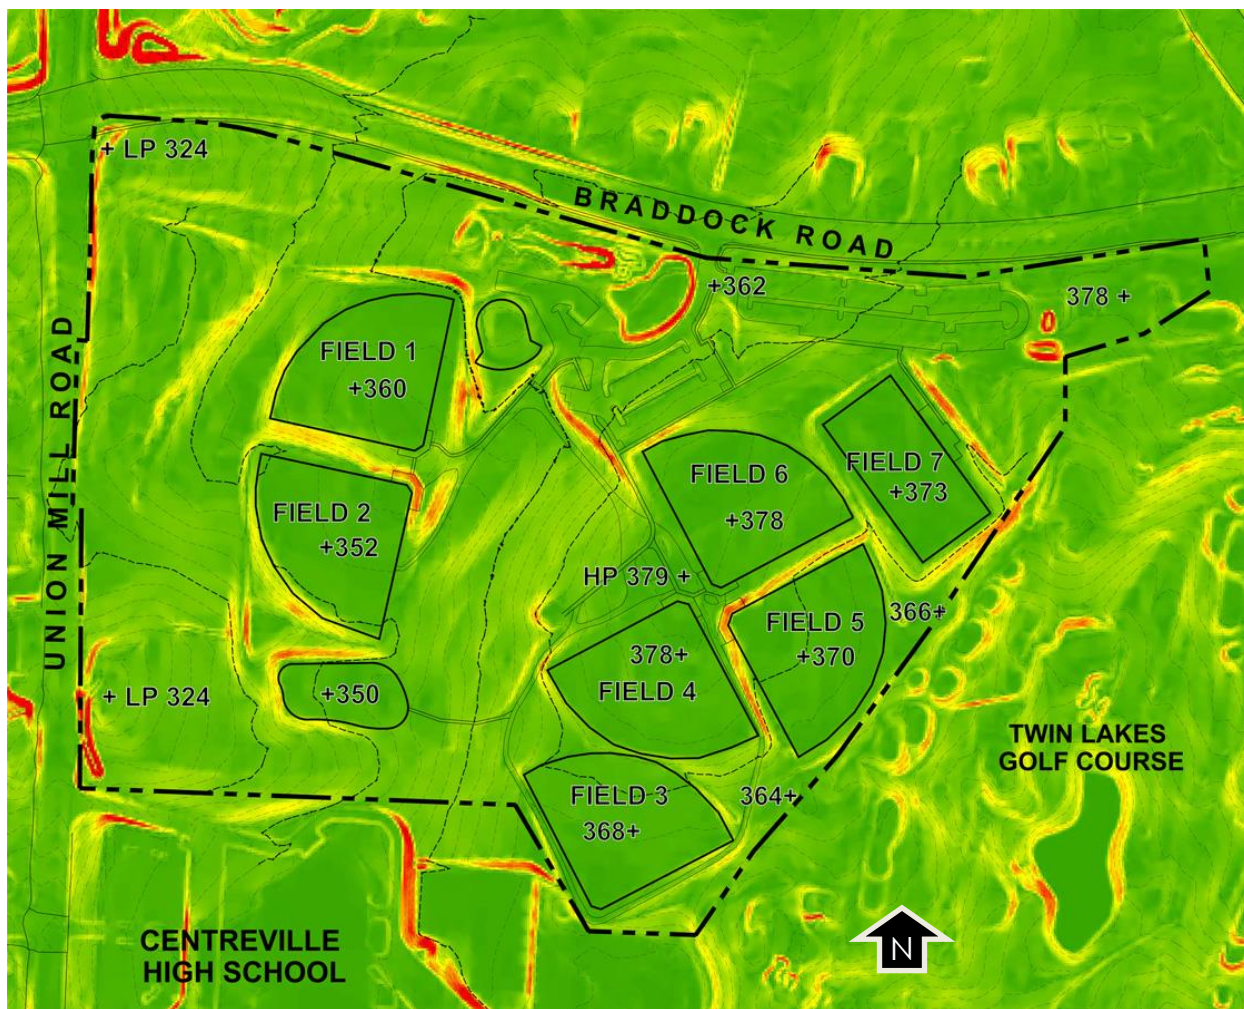 + LP 324
BRADDOCK ROAD
+362
378 +
UNION MILL ROAD
FIELD 1
+360
FIELD 6
+378
FIELD 7
+373
FIELD 2
+352
HP 379 +
366+
FIELD 5
+370
378+
FIELD 4
+ LP 324
+350
TWIN LAKES
GOLF COURSE
FIELD 3
368+
364+
CENTREVILLE
HIGH SCHOOL
N